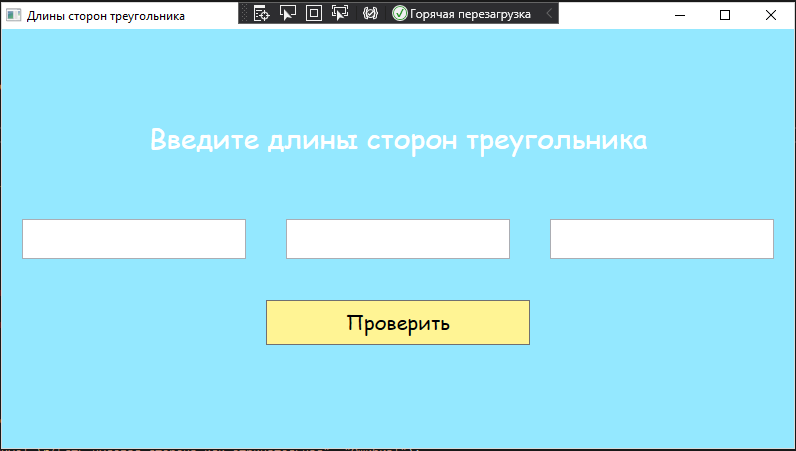 Длины сторон треугольника
Горячая перезагрузка
Введите длины сторон треугольника
Проверить